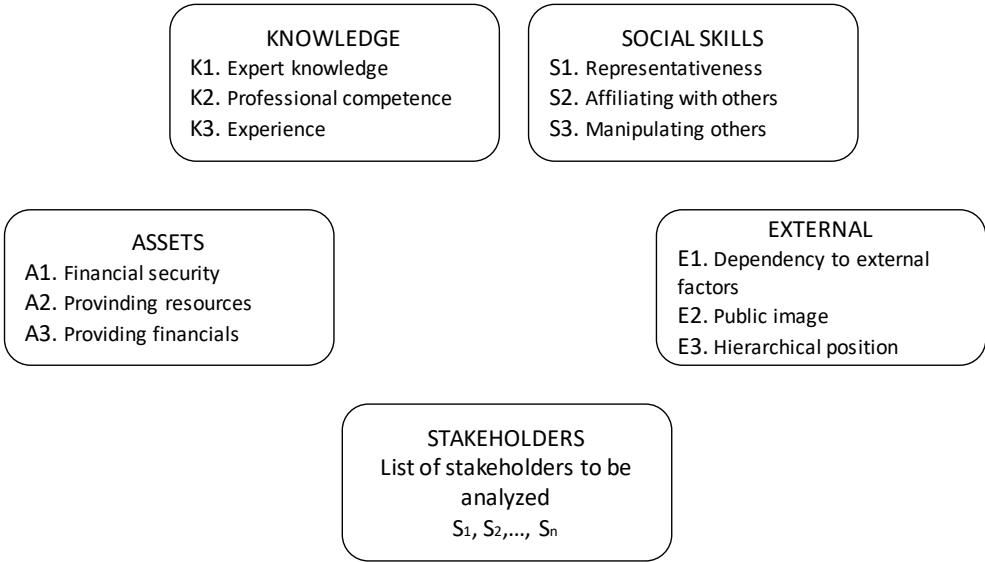 KNOWLEDGE
K1. Expert knowledge
K2. Professional competence
K3. Experience
SOCIAL SKILLS
S1. Representativeness
S2. Affiliating with others
S3. Manipulating others
ASSETS
A1. Financial security
A2. Provinding resources
A3. Providing financials
EXTERNAL
E1. Dependency to external
factors
E2. Public image
E3. Hierarchical position
STAKEHOLDERS
List of stakeholders to be
analyzed
S1, S2,..., Sn